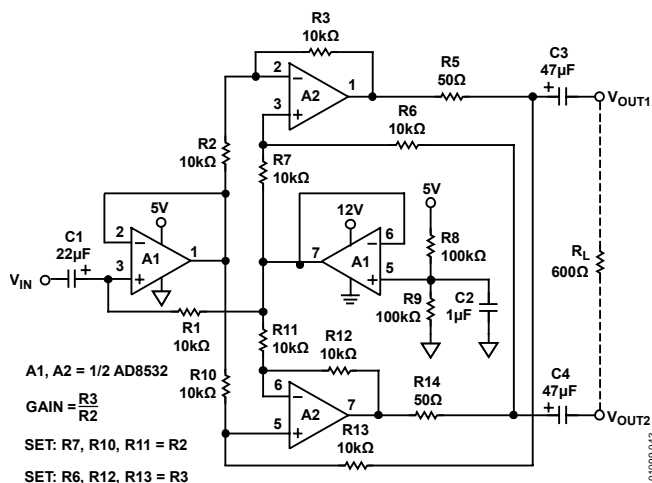 R3
10kΩ
2
3
A2
1
R5
50Ω
C3
47µF
+
VOUT1
R6
10kΩ
R2
10kΩ
R7
10kΩ
5V
12V
5V
2
3
A1
1
C1
22µF
+
VIN
7
A1
6
5
R8
100kΩ
R9
100kΩ
C2
1µF
RL
600Ω
R1
10kΩ
R11
10kΩ
R12
10kΩ
R10
10kΩ
6
5
A2
7
R14
50Ω
C4
47µF
+
VOUT2
R13
10kΩ
A1, A2 = 1/2 AD8532
GAIN = R3
R2
SET: R7, R10, R11 = R2
SET: R6, R12, R13 = R3